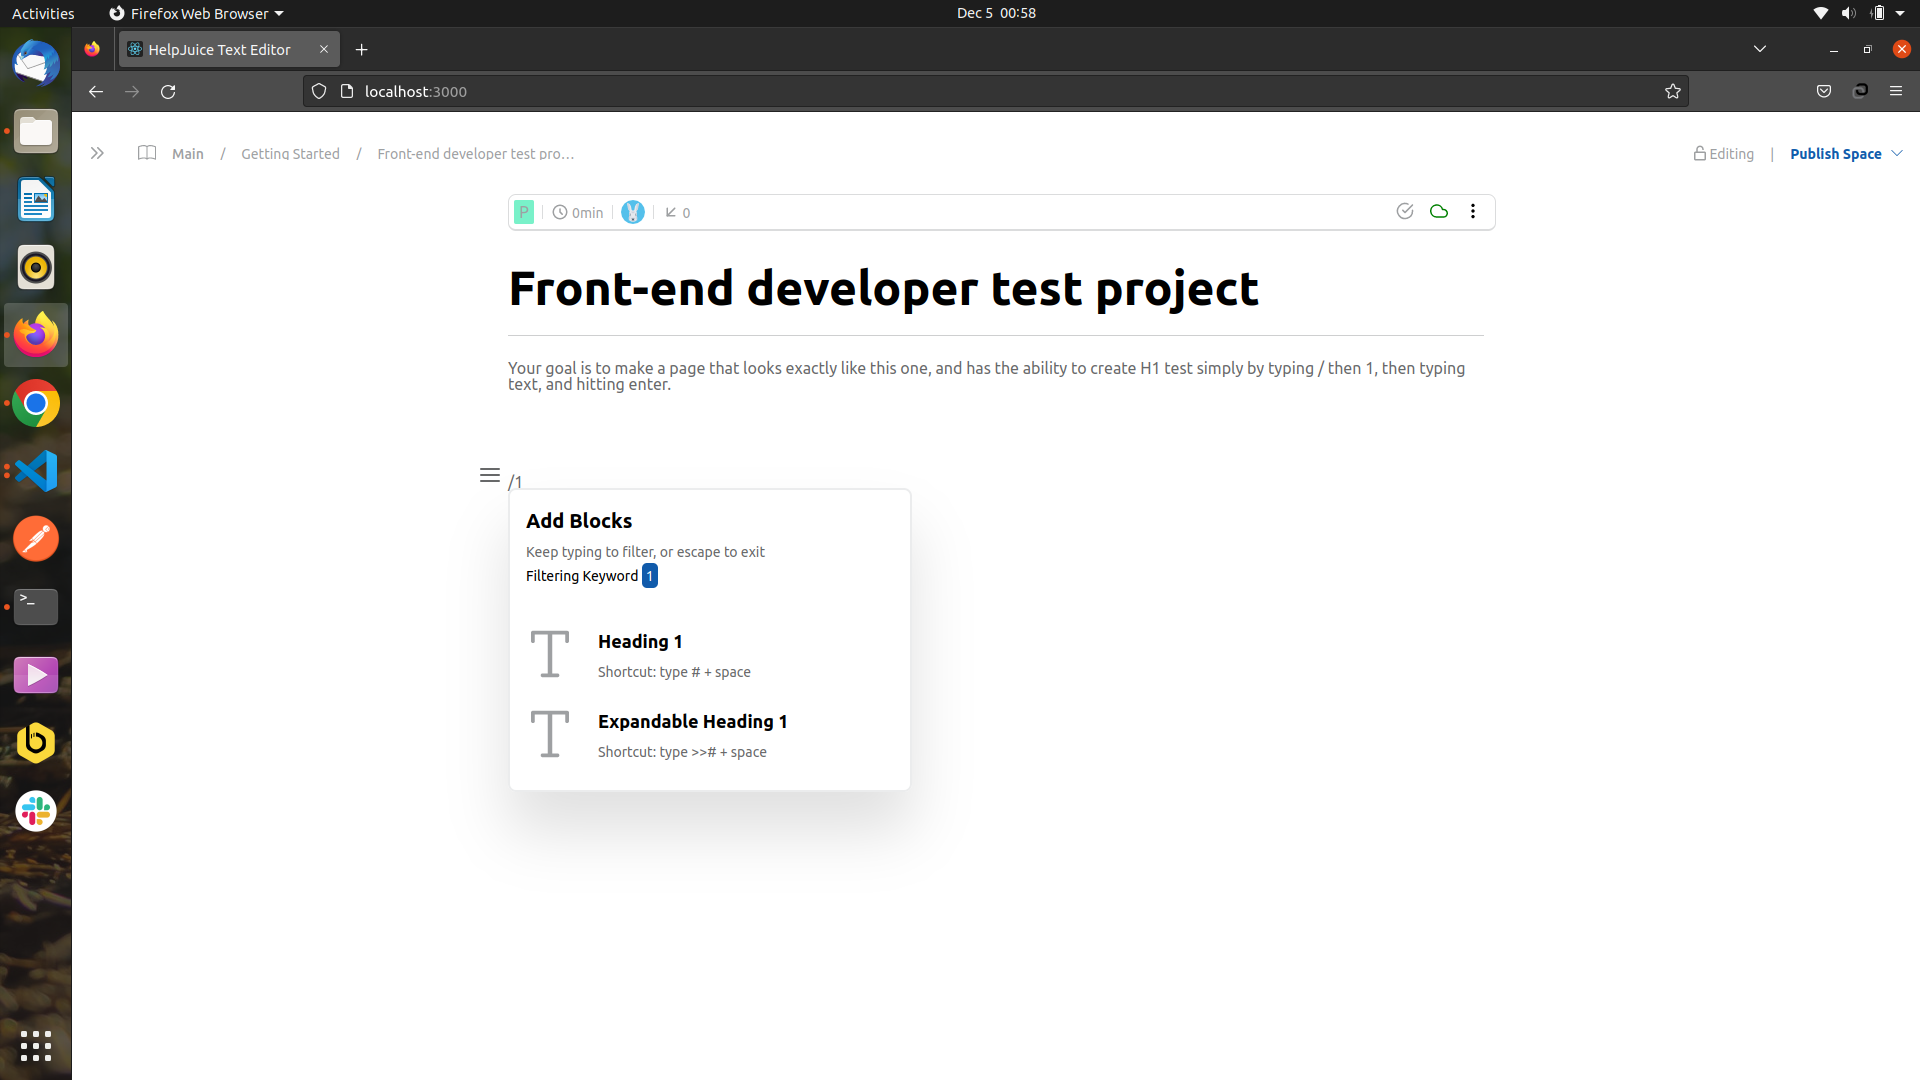 Activities
Firefox Web Browser
Dec 5 00:58
HelpJuice Text Editor
localhost:3000
Main / Getting Started / Front-end developer test pro...
Editing | Publish Space
P
0min
0
Front-end developer test project
Your goal is to make a page that looks exactly like this one, and has the ability to create H1 test simply by typing / then 1, then typing
text, and hitting enter.
/1
Add Blocks
Keep typing to filter, or escape to exit
Filtering Keyword 1
Heading 1
Shortcut: type # + space
Expandable Heading 1
Shortcut: type >># + space